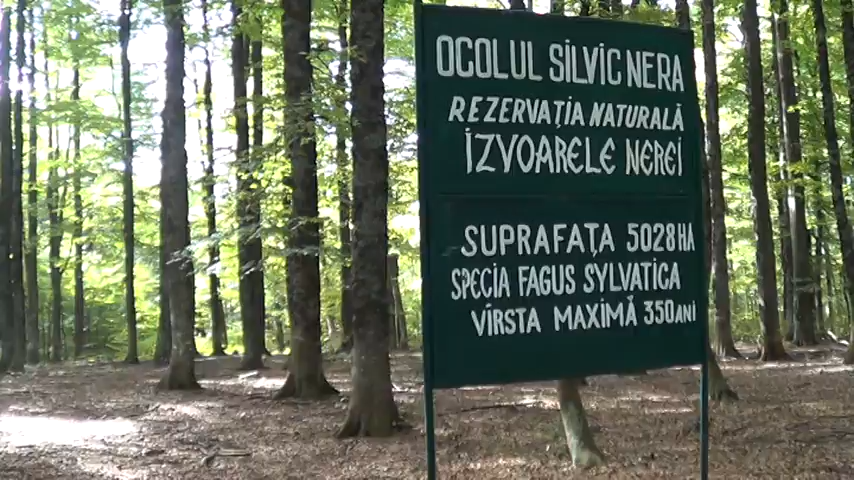 OCOLUL SILVIC NERA
REZERVAȚIA NATURALĂ
IZVOARELE NEREI
SUPRAFAȚA 5028 HA
SPECIA FAGUS SYLVATICA
VÎRSTA MAXIMĂ 350 ANI